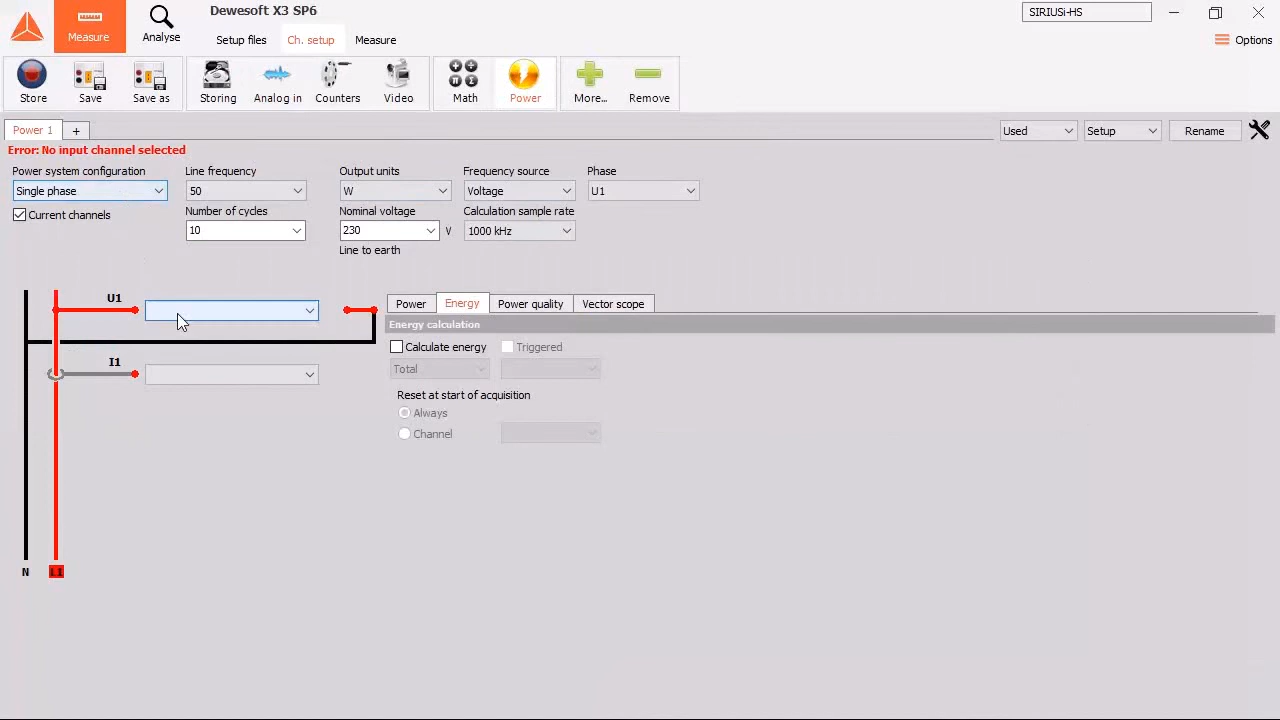 Dewesoft X3 SP6
SIRIUSi-HS
Measure
Analyse
Setup files
Ch. setup
Measure
Options
Store
Save
Save as
Storing
Analog in
Counters
Video
Math
Power
More...
Remove
Power 1
+
Used
Setup
Rename
Error: No input channel selected
Power system configuration
Line frequency
Output units
Frequency source
Phase
Single phase
50
W
Voltage
U1
Current channels
Number of cycles
Nominal voltage
Calculation sample rate
10
230
V
1000 kHz
Line to earth
U1
I1
N
L1
Power
Energy
Power quality
Vector scope
Energy calculation
Calculate energy
Triggered
Total
Reset at start of acquisition
Always
Channel